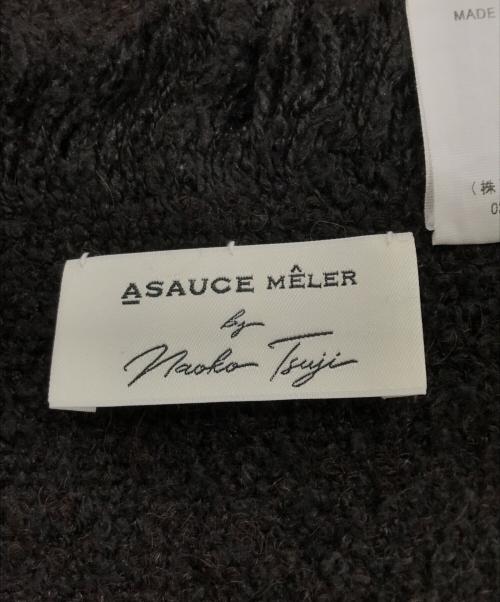 MADE
(株
ASAUCE MÊLER
by
Naoko Tsuji